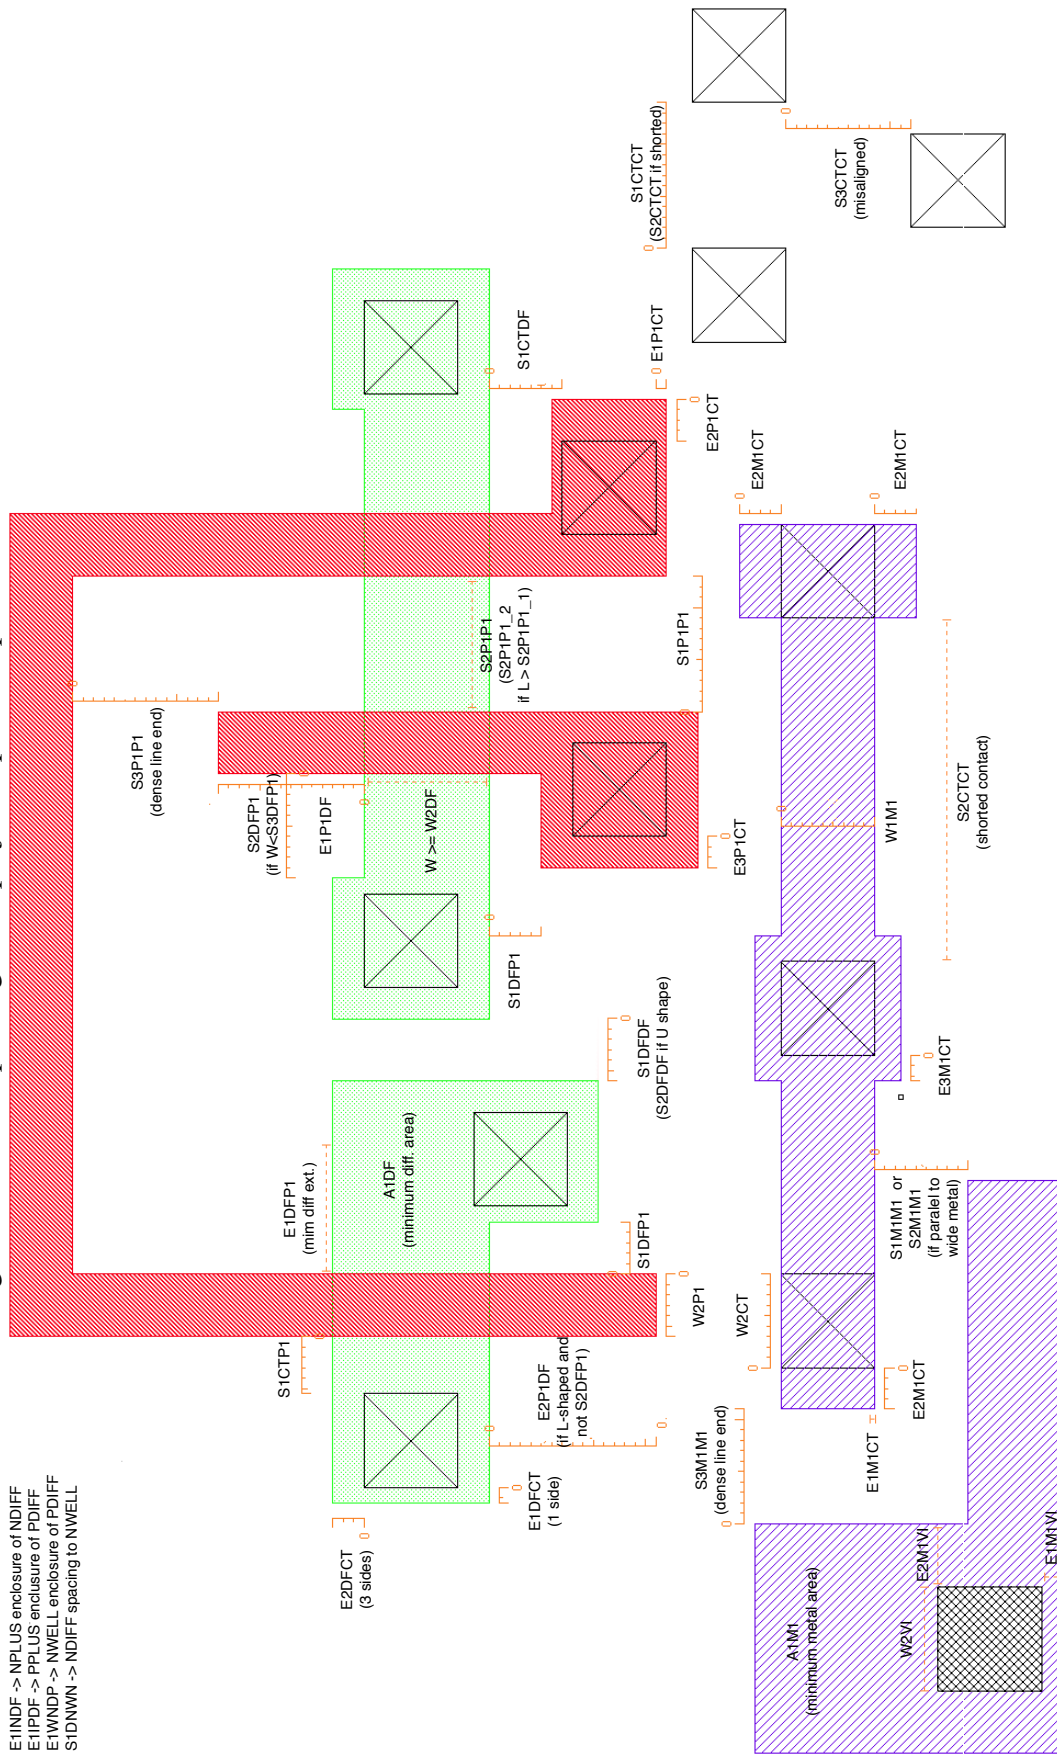 E1INDF -> NPLUS enclosure of NDIFF
E1IPDF -> PPLUS enclusure of PDIFF
E1WNDP -> NWELL enclosure of PDIFF
S1DNWN -> NDIFF spacing to NWELL
S3P1P1
(dense line end)
S2DFP1
(if W<S3DFP1)
E1P1DF
W >= W2DF
E1DFP1
(mim diff ext.)
S1CTP1
A1DF
(minimum diff. area)
E2DFCT
(3 sides)
E1DFCT
(1 side)
E2P1DF
(if L-shaped and
not S2DFP1)
S1DFP1
W2P1
S1DFDF
(S2DFDF if U shape)
S1DFP1
S2P1P1
(S2P1P1_2
if L > S2P1P1_1)
S1CTDF
E1P1CT
E2P1CT
S1P1P1
E3P1CT
S1CTCT
(S2CTCT if shorted)
S3CTCT
(misaligned)
E2M1CT
E2M1CT
W1M1
S2CTCT
(shorted contact)
E3M1CT
S1M1M1 or
S2M1M1
(if paralel to
wide metal)
W2CT
E2M1CT
E1M1CT
S3M1M1
(dense line end)
A1M1
(minimum metal area)
W2VI
E2M1VI
E1M1VI